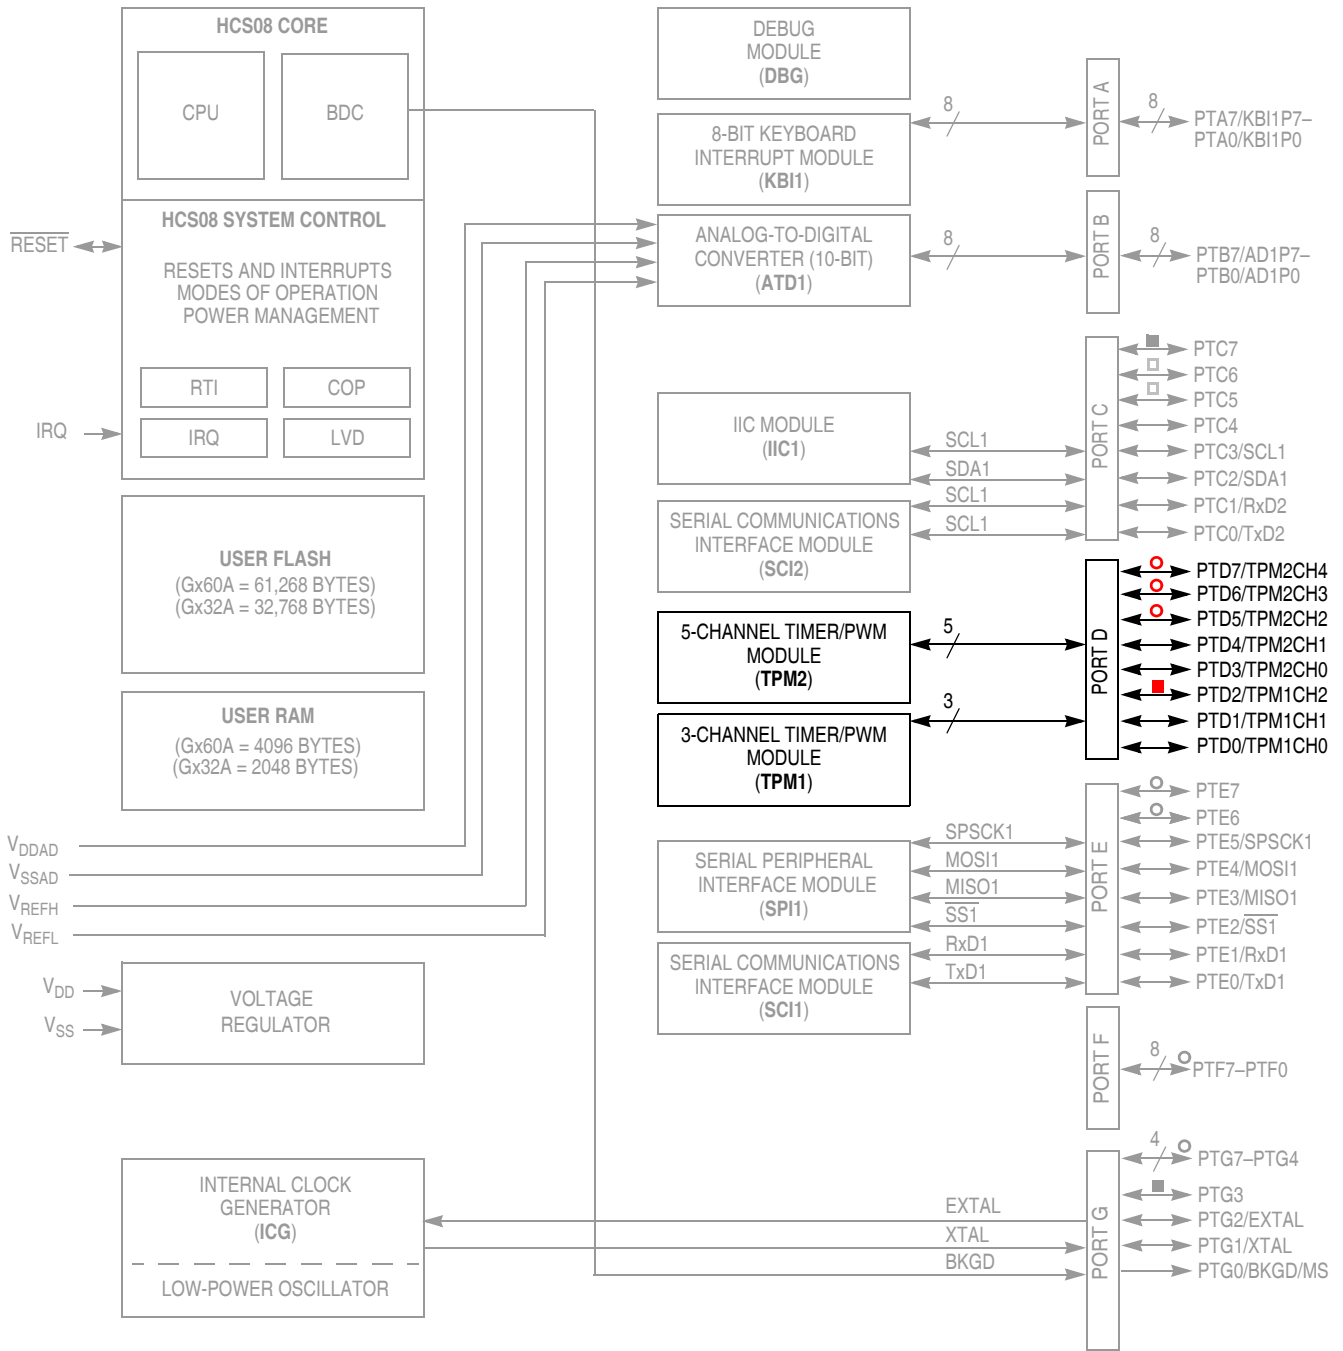 HCS08 CORE
CPU
BDC
HCS08 SYSTEM CONTROL
RESETS AND INTERRUPTS
MODES OF OPERATION
POWER MANAGEMENT
RTI
COP
IRQ
LVD
RESET
IRQ
USER FLASH
(Gx60A = 61,268 BYTES)
(Gx32A = 32,768 BYTES)
USER RAM
(Gx60A = 4096 BYTES)
(Gx32A = 2048 BYTES)
VDDAD
VSSAD
VREFH
VREFL
VDD
VSS
VOLTAGE
REGULATOR
INTERNAL CLOCK
GENERATOR
(ICG)
LOW-POWER OSCILLATOR
DEBUG
MODULE
(DBG)
8-BIT KEYBOARD
INTERRUPT MODULE
(KBI1)
8
PORT A
8
PTA7/KBI1P7–
PTA0/KBI1P0
ANALOG-TO-DIGITAL
CONVERTER (10-BIT)
(ATD1)
8
PORT B
8
PTB7/AD1P7–
PTB0/AD1P0
IIC MODULE
(IIC1)
SCL1
SDA1
SERIAL COMMUNICATIONS
INTERFACE MODULE
(SCI2)
SCL1
SCL1
PORT C
PTC7
PTC6
PTC5
PTC4
PTC3/SCL1
PTC2/SDA1
PTC1/RxD2
PTC0/TxD2
5-CHANNEL TIMER/PWM
MODULE
(TPM2)
5
3-CHANNEL TIMER/PWM
MODULE
(TPM1)
3
PORT D
PTD7/TPM2CH4
PTD6/TPM2CH3
PTD5/TPM2CH2
PTD4/TPM2CH1
PTD3/TPM2CH0
PTD2/TPM1CH2
PTD1/TPM1CH1
PTD0/TPM1CH0
SERIAL PERIPHERAL
INTERFACE MODULE
(SPI1)
SPSCK1
MOSI1
MISO1
SS1
SERIAL COMMUNICATIONS
INTERFACE MODULE
(SCI1)
RxD1
TxD1
PORT E
PTE7
PTE6
PTE5/SPSCK1
PTE4/MOSI1
PTE3/MISO1
PTE2/SS1
PTE1/RxD1
PTE0/TxD1
PORT F
8
PTF7–PTF0
EXTAL
XTAL
BKGD
PORT G
4
PTG7–PTG4
PTG3
PTG2/EXTAL
PTG1/XTAL
PTG0/BKGD/MS